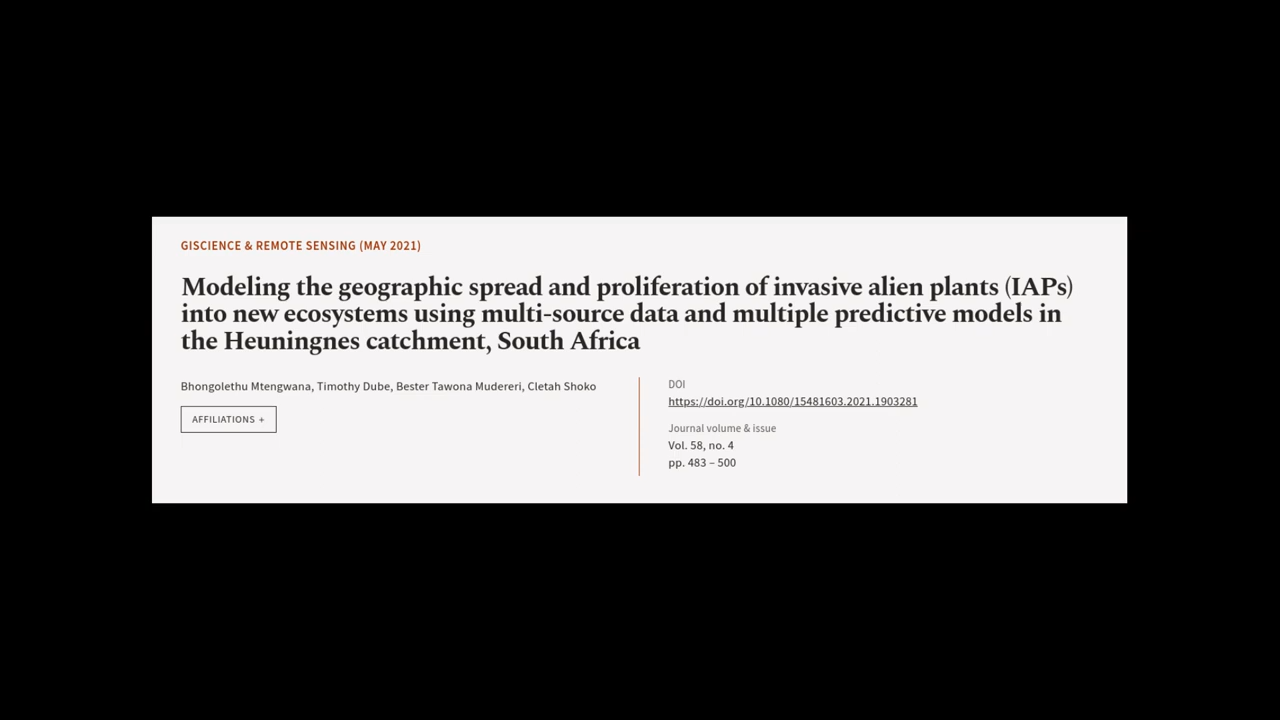 GISCIENCE & REMOTE SENSING (MAY 2021)
Modeling the geographic spread and proliferation of invasive alien plants (IAPs)
into new ecosystems using multi-source data and multiple predictive models in
the Heuningnes catchment, South Africa
Bhongolethu Mtengwana, Timothy Dube, Bester Tawona Mudereri, Cletah Shoko
AFFILIATIONS +
DOI
https://doi.org/10.1080/15481603.2021.1903281
Journal volume & issue
Vol. 58, no. 4
pp. 483 – 500